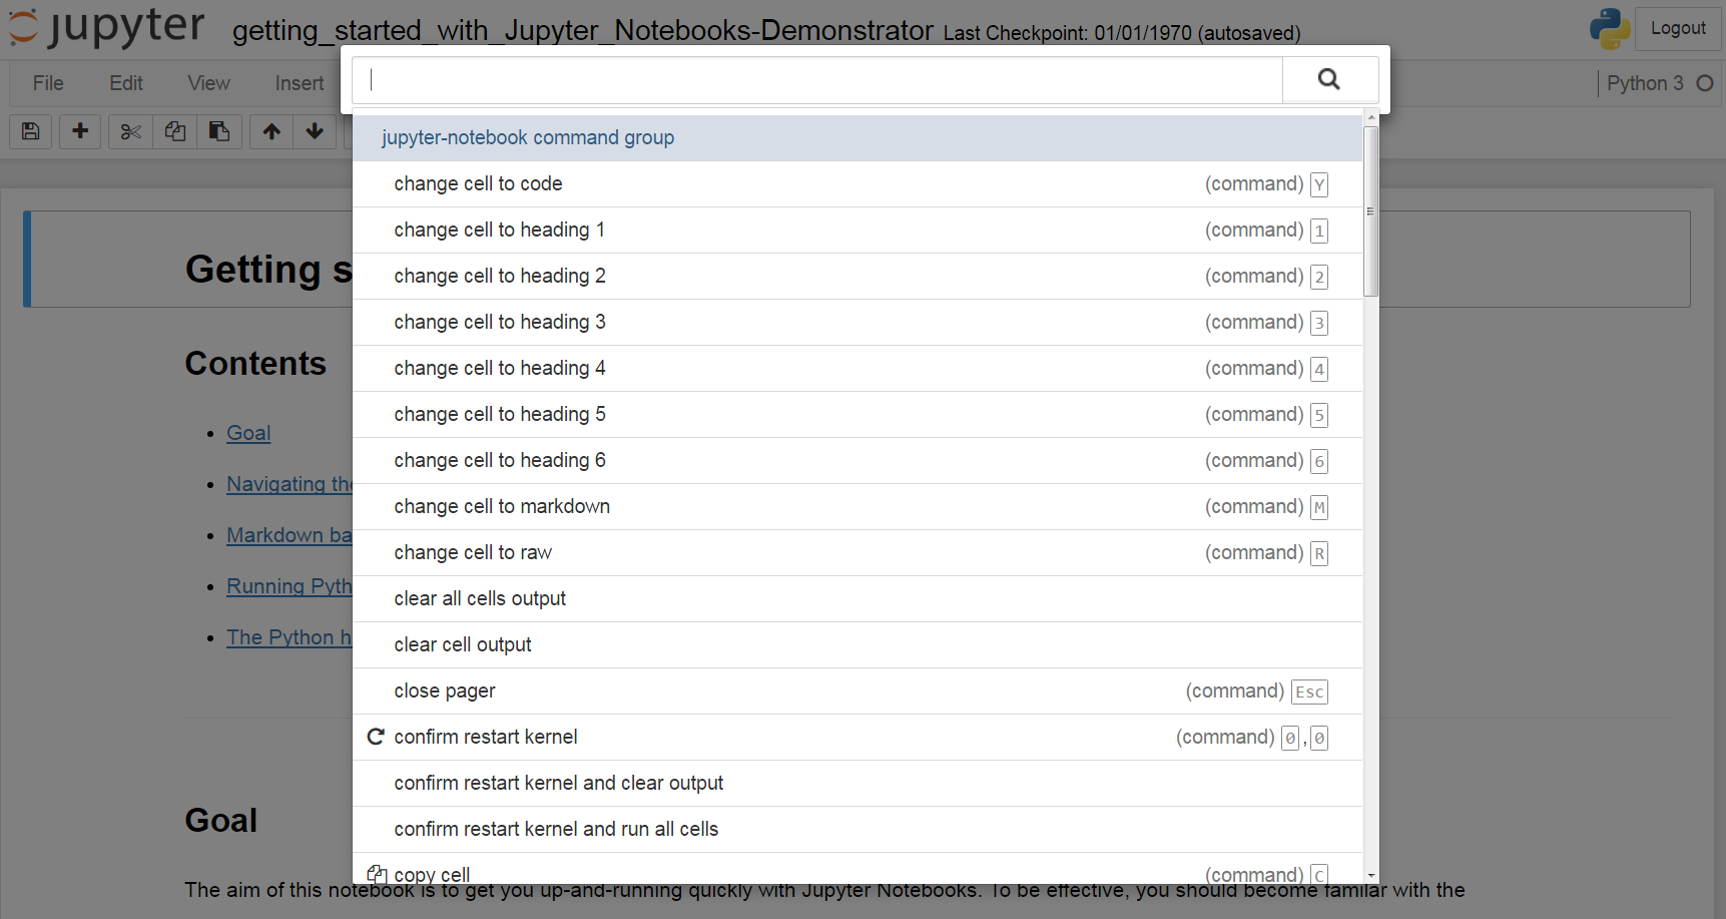 jupyter getting_started_with_Jupyter_Notebooks-Demonstrator Last Checkpoint: 01/01/1970 (autosaved) Logout
File Edit View Insert Python 3
jupyter-notebook command group
change cell to code (command) Y
change cell to heading 1 (command) 1
change cell to heading 2 (command) 2
change cell to heading 3 (command) 3
change cell to heading 4 (command) 4
change cell to heading 5 (command) 5
change cell to heading 6 (command) 6
change cell to markdown (command) M
change cell to raw (command) R
clear all cells output
clear cell output
close pager (command) Esc
confirm restart kernel (command) 0,0
confirm restart kernel and clear output
confirm restart kernel and run all cells
copy cell (command) C
Getting s
Contents
Goal
Navigating the
Markdown ba
Running Pyth
The Python h
Goal
The aim of this notebook is to get you up-and-running quickly with Jupyter Notebooks. To be effective, you should become familar with the